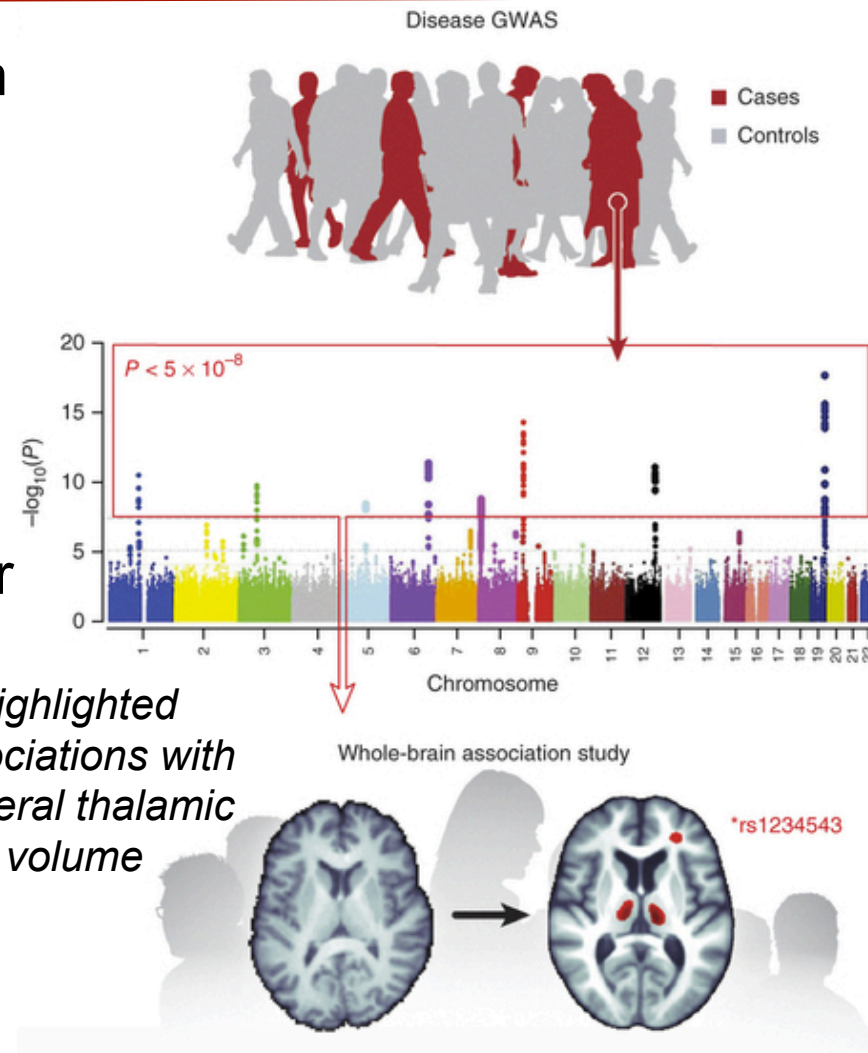 Disease GWAS
Cases
Controls
P < 5 × 10⁻⁸
20
15
10
5
0
–log₁₀(P)
1 2 3 4 5 6 7 8 9 10 11 12 13 14 15 16 17 18 19 20 21
Chromosome
r
ighlighted
ociations with
eral thalamic
volume
Whole-brain association study
*rs1234543